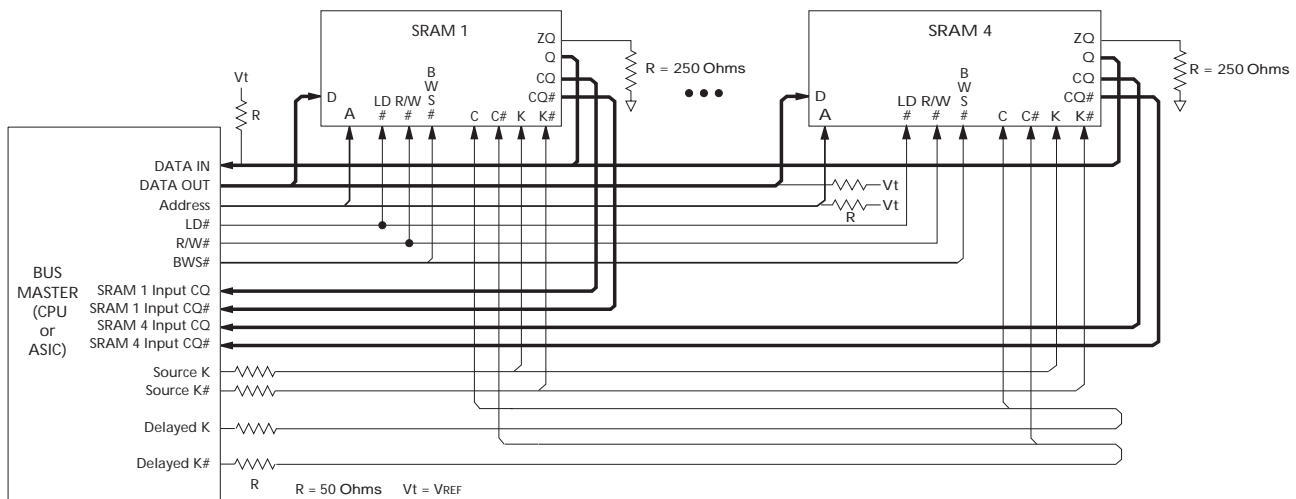 SRAM 1
ZQ
Q
CQ
CQ#
R = 250 Ohms
D
A
LD
#
R/W
#
B
W
S
#
C
C#
K
K#
SRAM 4
ZQ
Q
CQ
CQ#
R = 250 Ohms
D
A
LD
#
R/W
#
B
W
S
#
C
C#
K
K#
Vt
R
DATA IN
DATA OUT
Address
LD#
R/W#
BWS#
Vt
Vt
R
BUS
MASTER
(CPU
or
ASIC)
SRAM 1 Input CQ
SRAM 1 Input CQ#
SRAM 4 Input CQ
SRAM 4 Input CQ#
Source K
Source K#
Delayed K
Delayed K#
R
R = 50 Ohms Vt = VREF